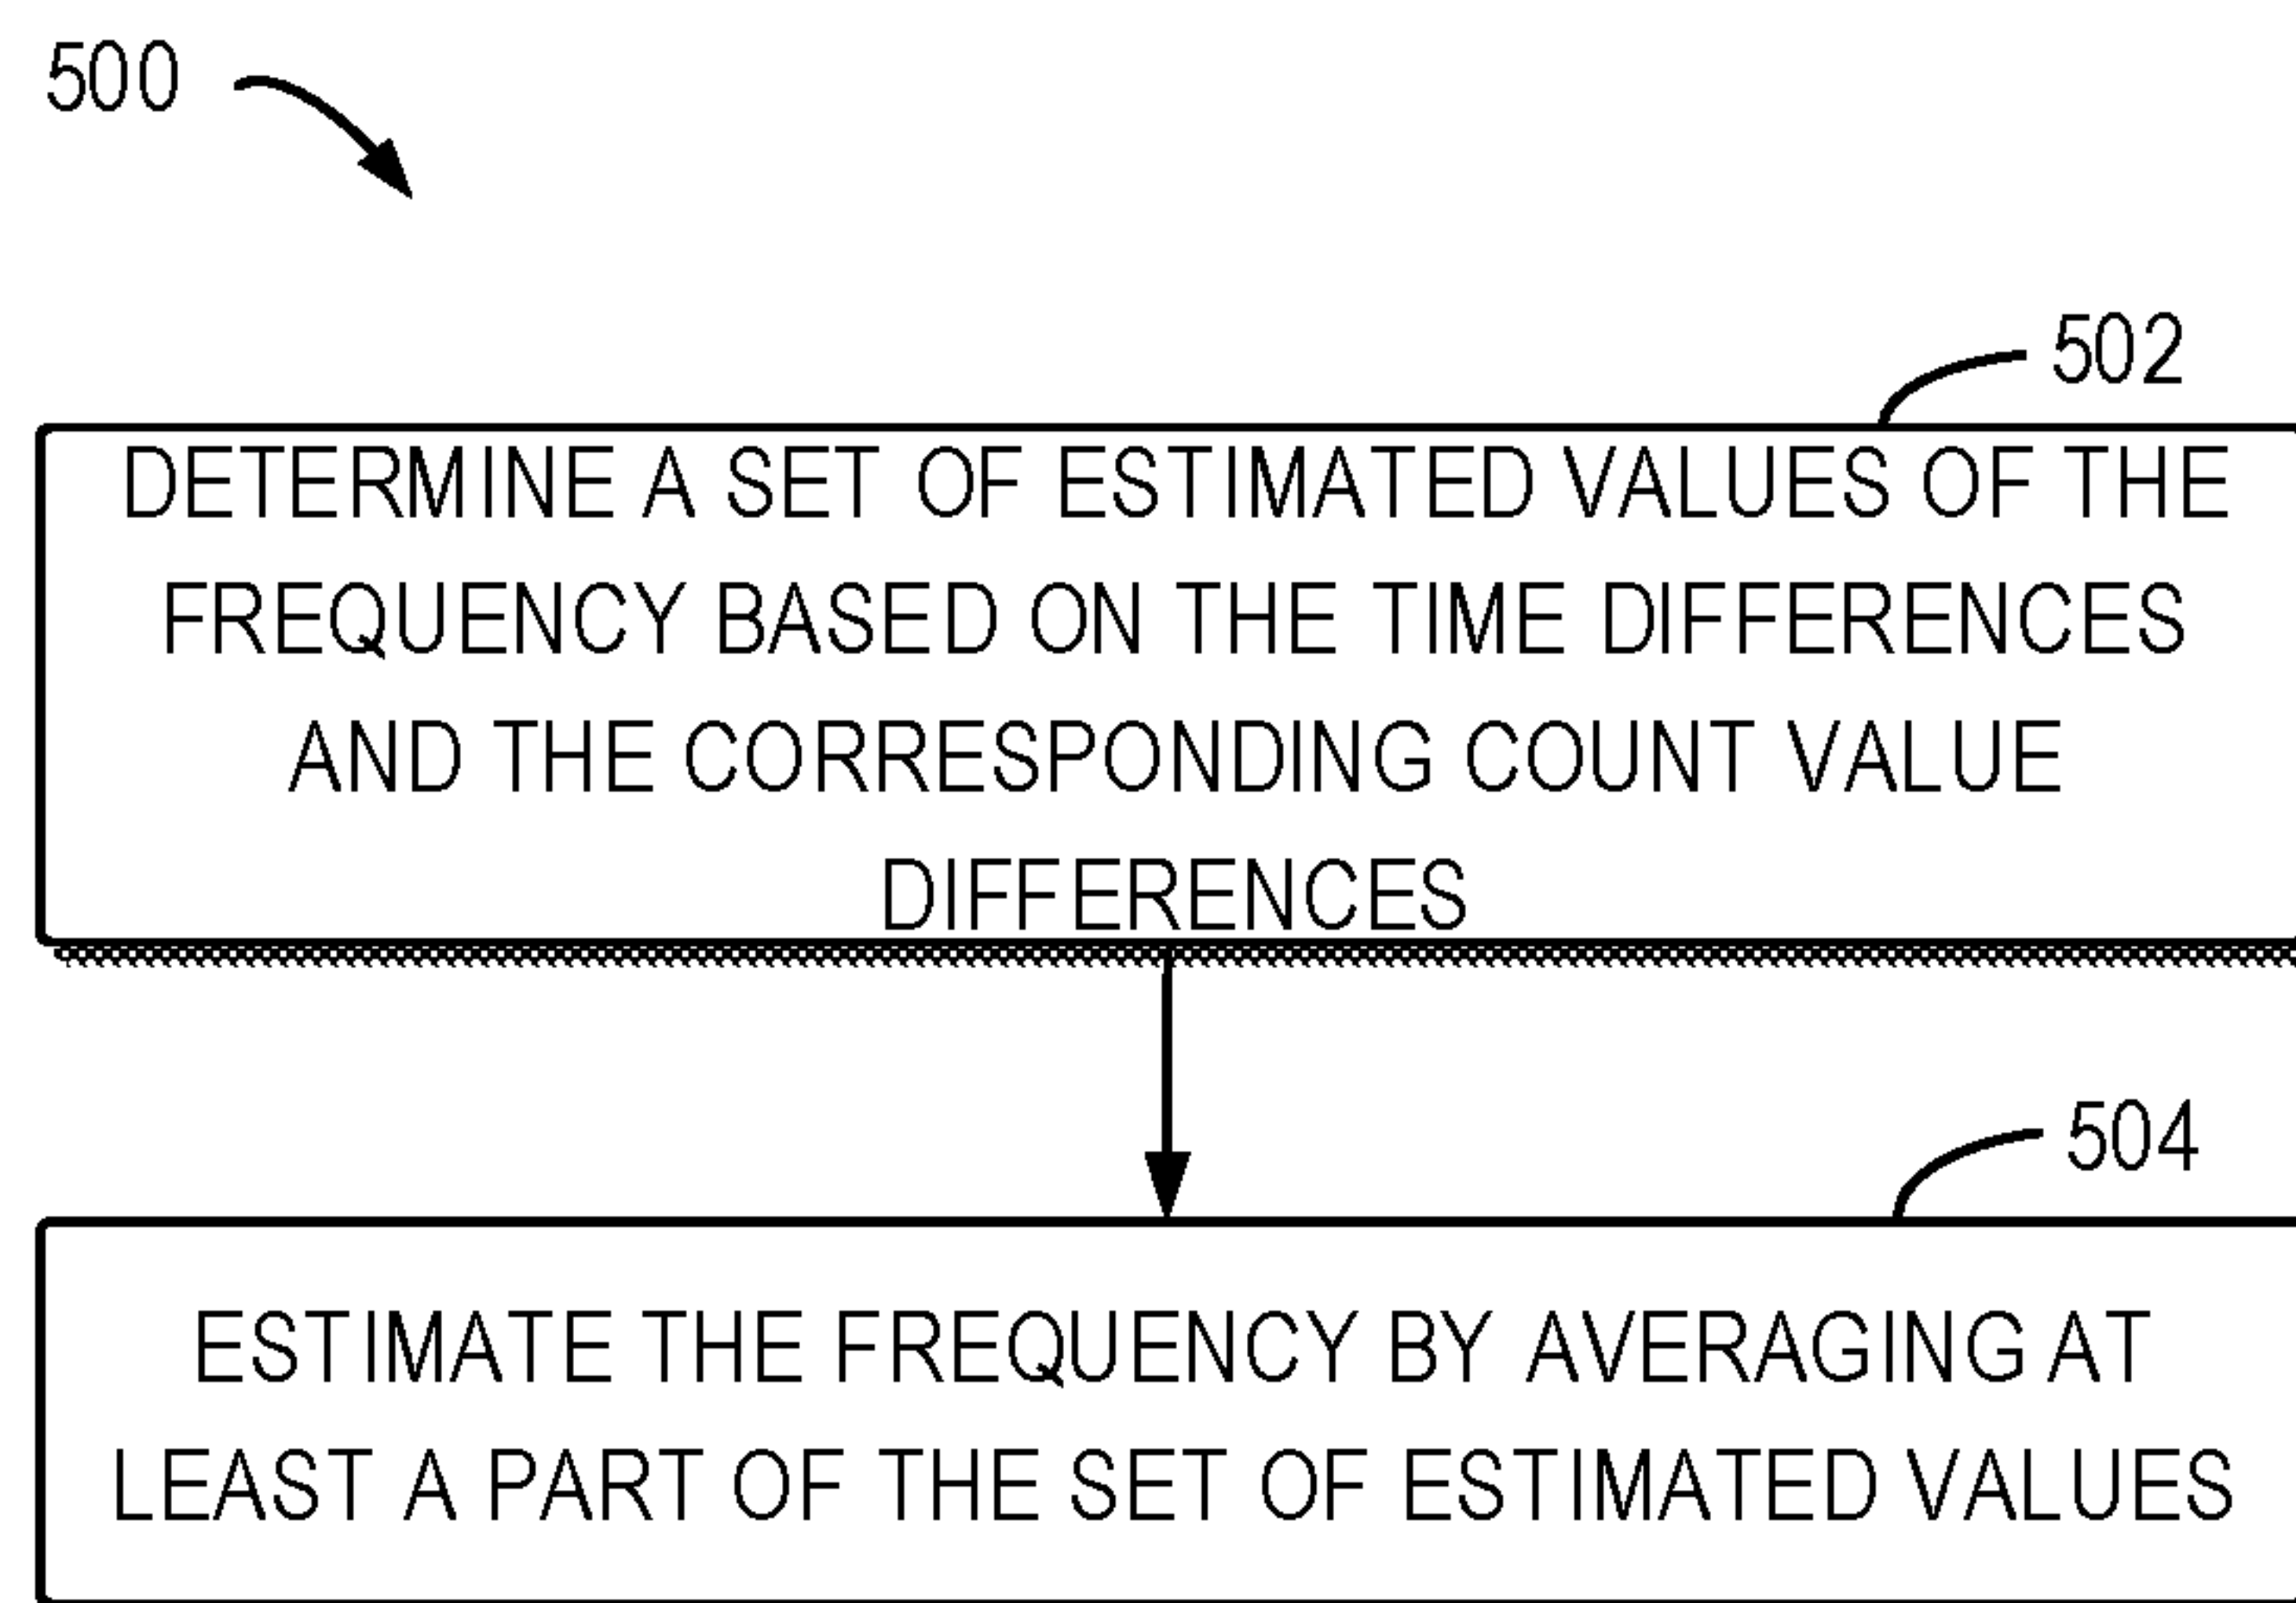 500
502
DETERMINE A SET OF ESTIMATED VALUES OF THE
FREQUENCY BASED ON THE TIME DIFFERENCES
AND THE CORRESPONDING COUNT VALUE
DIFFERENCES
504
ESTIMATE THE FREQUENCY BY AVERAGING AT
LEAST A PART OF THE SET OF ESTIMATED VALUES